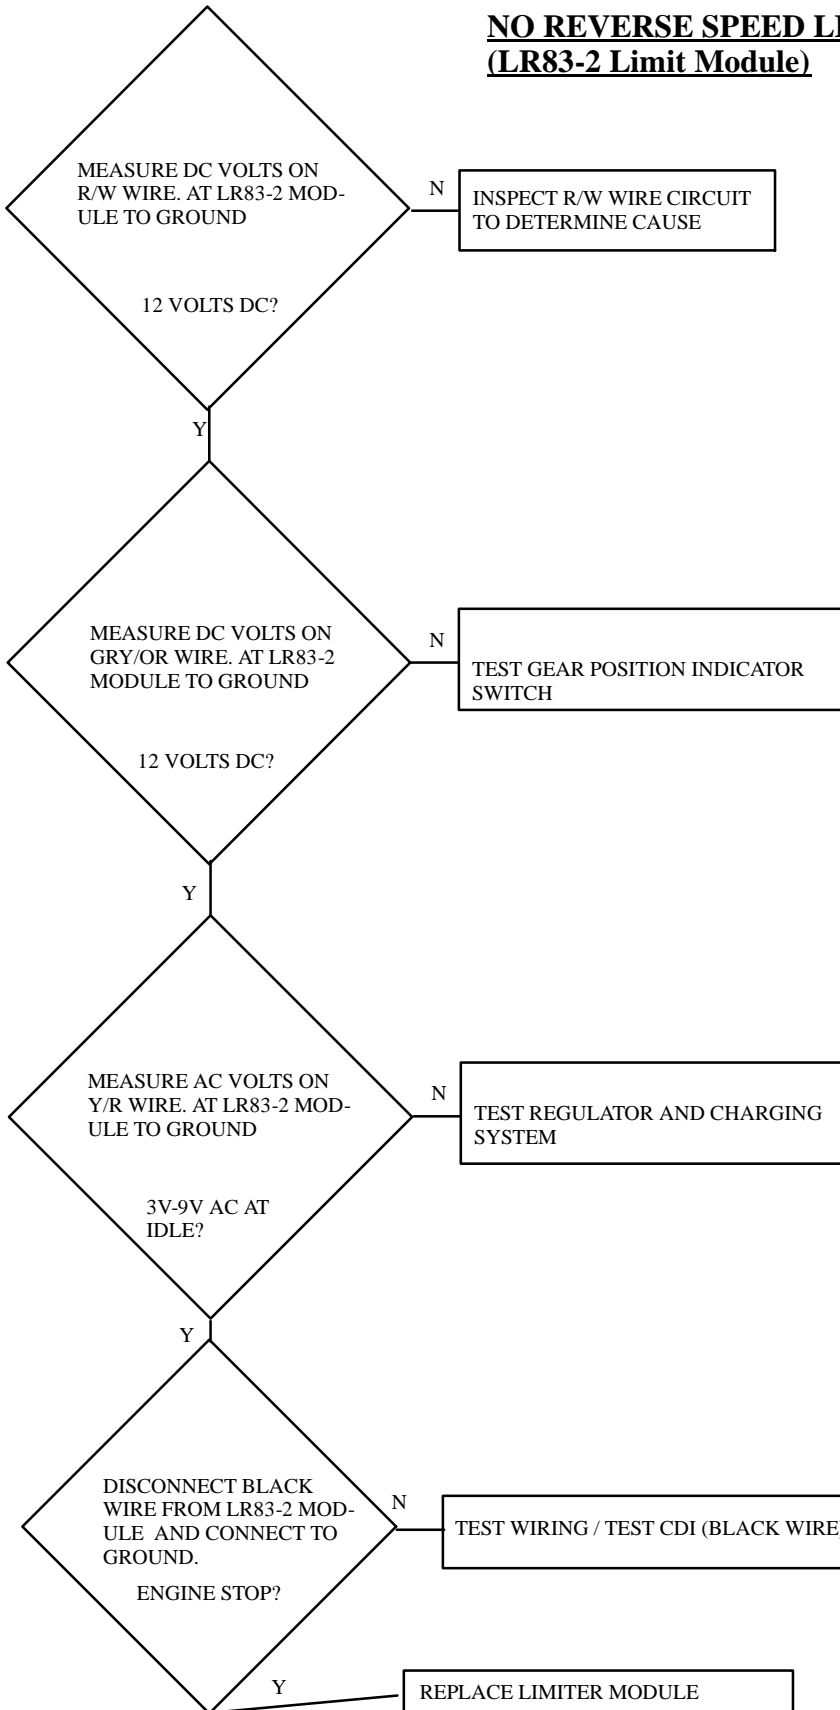 NO REVERSE SPEED
(LR83-2 Limit Module)
MEASURE DC VOLTS ON
R/W WIRE. AT LR83-2 MOD-
ULE TO GROUND
12 VOLTS DC?
N
INSPECT R/W WIRE CIRCUIT
TO DETERMINE CAUSE
Y
MEASURE DC VOLTS ON
GRY/OR WIRE. AT LR83-2
MODULE TO GROUND
12 VOLTS DC?
N
TEST GEAR POSITION INDICATOR
SWITCH
Y
MEASURE AC VOLTS ON
Y/R WIRE. AT LR83-2 MOD-
ULE TO GROUND
3V-9V AC AT
IDLE?
N
TEST REGULATOR AND CHARGING
SYSTEM
Y
DISCONNECT BLACK
WIRE FROM LR83-2 MOD-
ULE AND CONNECT TO
GROUND.
ENGINE STOP?
N
TEST WIRING / TEST CDI (BLACK WIRE
Y
REPLACE LIMITER MODULE